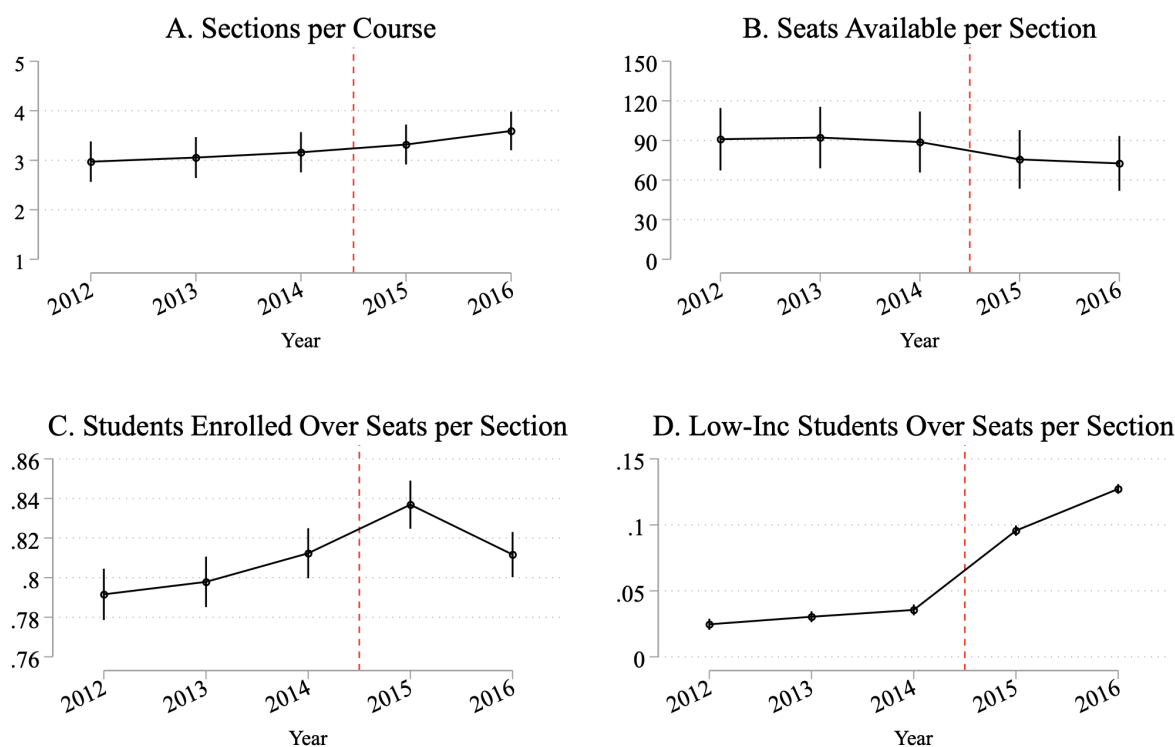 A. Sections per Course
5
4
3
2
1
2012 2013 2014 2015 2016
Year
B. Seats Available per Section
150
120
90
60
30
0
2012 2013 2014 2015 2016
Year
C. Students Enrolled Over Seats per Section
.86
.84
.82
.8
.78
.76
2012 2013 2014 2015 2016
Year
D. Low-Inc Students Over Seats per Section
.15
.1
.05
0
2012 2013 2014 2015 2016
Year